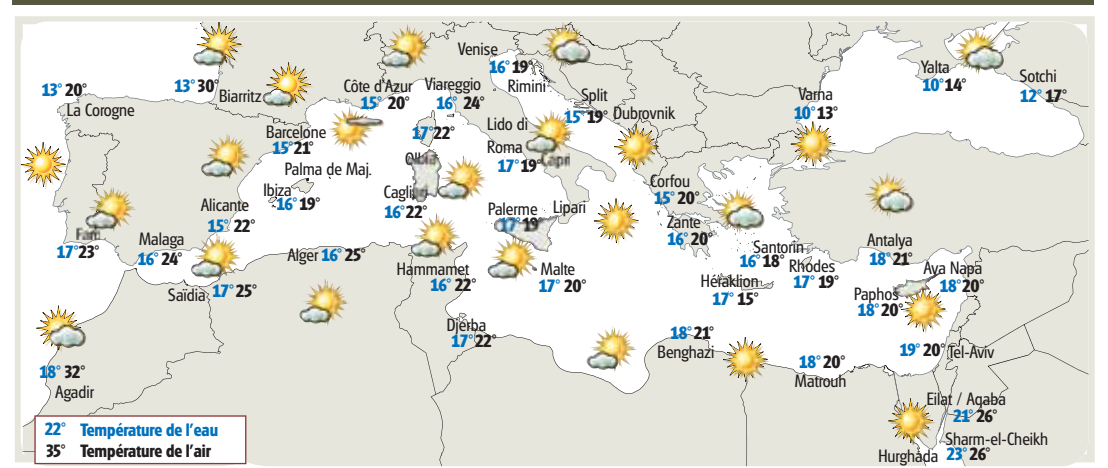 Venise
16° 19°
Rimini
13° 20°
La Corogne
13° 30°
Biarritz
Côte d'Azur
15° 20°
Viareggio
16° 24°
Split
15° 19°
Dubrovnik
Varna
10° 13°
Yalta
10° 14°
Sotchi
12° 17°
Barcelone
15° 21°
17° 22°
Olbia
Lido di
Roma
17° 19°
Capri
Palma de Maj.
Ibiza
16° 19°
Cagliari
16° 22°
Alicante
15° 22°
Palerme
17° 19°
Lipari
Corfou
15° 20°
Zante
16° 20°
Faro
17° 23°
Malaga
16° 24°
Alger 16° 25°
Hammamet
16° 22°
Malte
17° 20°
Santorin
16° 18°
Rhodes
17° 19°
Héraklion
17° 15°
Antalya
18° 21°
Ava Napa
18° 20°
Paphos
18° 20°
Saïdia
17° 25°
Djerba
17° 22°
18° 21°
Benghazi
18° 20°
Matrouh
19° 20°
Tel-Aviv
18° 32°
Agadir
Eilat / Aqaba
21° 26°
Sharm-el-Cheikh
23° 26°
Hurghada
22° Température de l'eau
35° Température de l'air